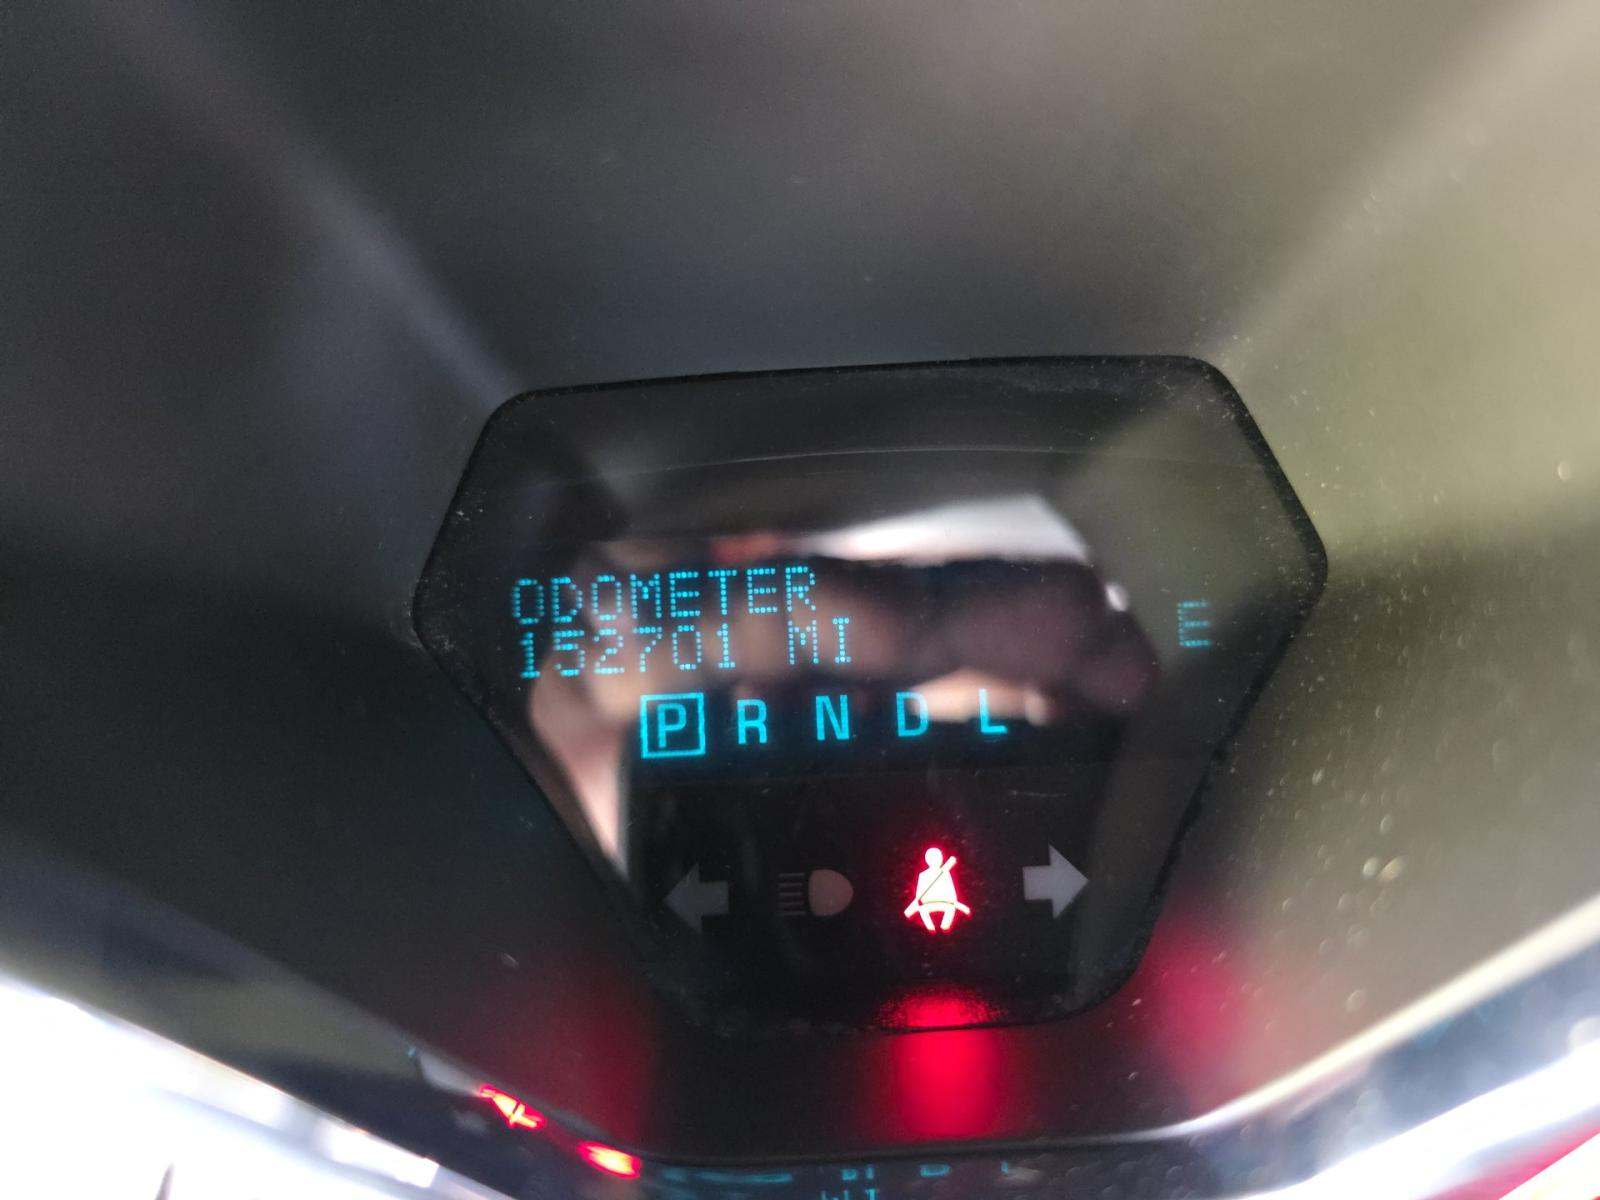 ODOMETER
152701 MI
E
P R N D L